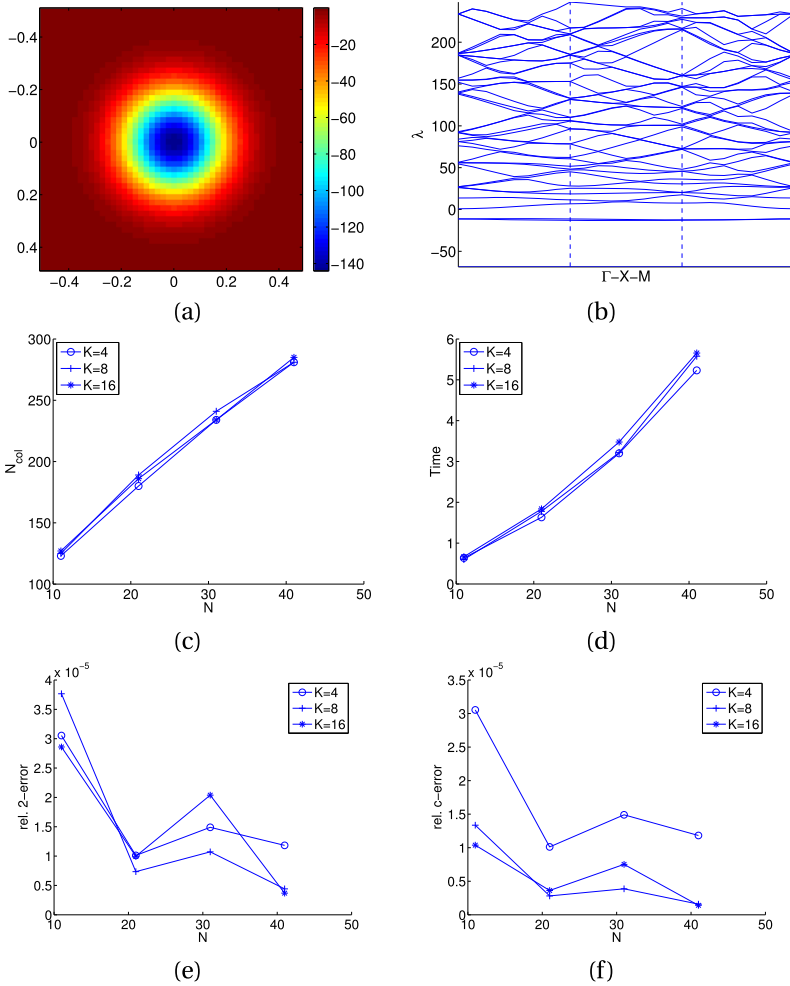 −0.4
−0.2
0
0.2
0.4
−0.4 −0.2 0 0.2 0.4
−20
−40
−60
−80
−100
−120
−140
(a)
200
150
100
50
0
−50
λ
Γ−X−M
(b)
300
250
200
150
100
10 20 30 40 50
N_col
N
K=4
K=8
K=16
(c)
6
5
4
3
2
1
0
10 20 30 40 50
Time
N
K=4
K=8
K=16
(d)
x 10^−5
4
3.5
3
2.5
2
1.5
1
0.5
0
10 20 30 40 50
rel. 2−error
N
K=4
K=8
K=16
(e)
x 10^−5
3.5
3
2.5
2
1.5
1
0.5
0
10 20 30 40 50
rel. c−error
N
K=4
K=8
K=16
(f)